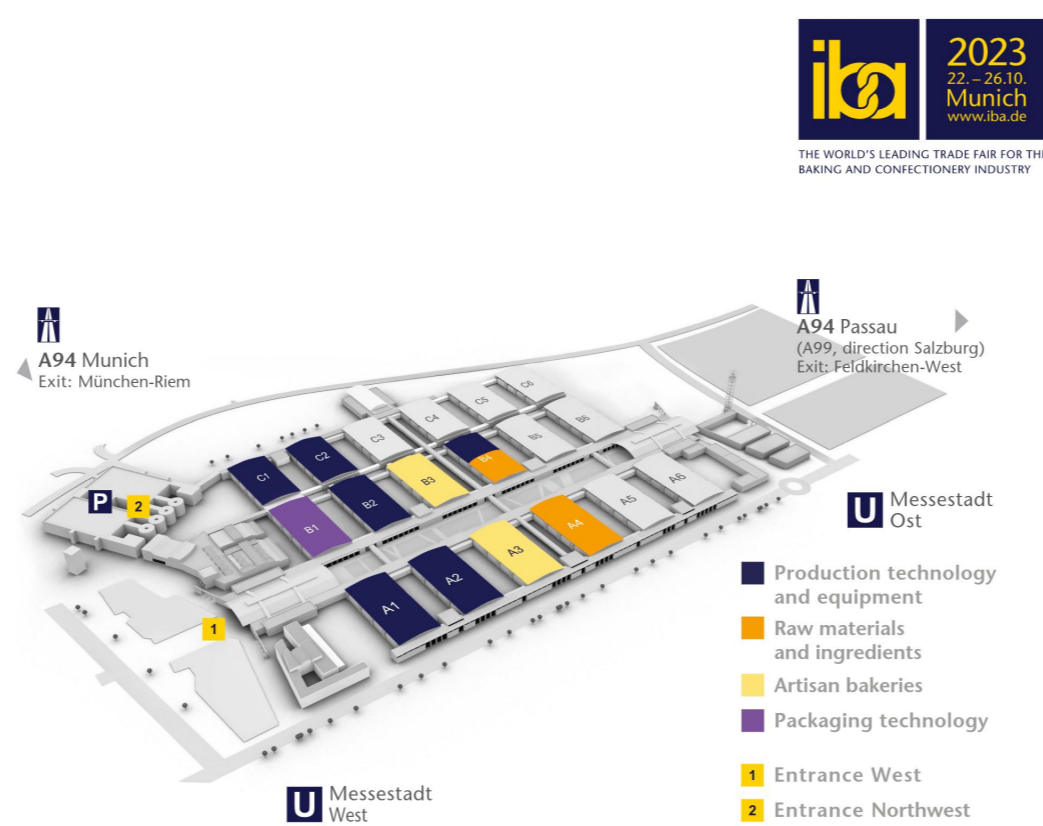 iba
2023
22.–26.10.
Munich
www.iba.de
THE WORLD'S LEADING TRADE FAIR FOR THE
BAKING AND CONFECTIONERY INDUSTRY
A94 Munich
Exit: München-Riem
A94 Passau
(A99, direction Salzburg)
Exit: Feldkirchen-West
C1
C2
C3
C4
C5
C6
B1
B2
B3
B4
B5
B6
A1
A2
A3
A4
A5
A6
P
2
1
U Messestadt
Ost
U Messestadt
West
Production technology
and equipment
Raw materials
and ingredients
Artisan bakeries
Packaging technology
1 Entrance West
2 Entrance Northwest